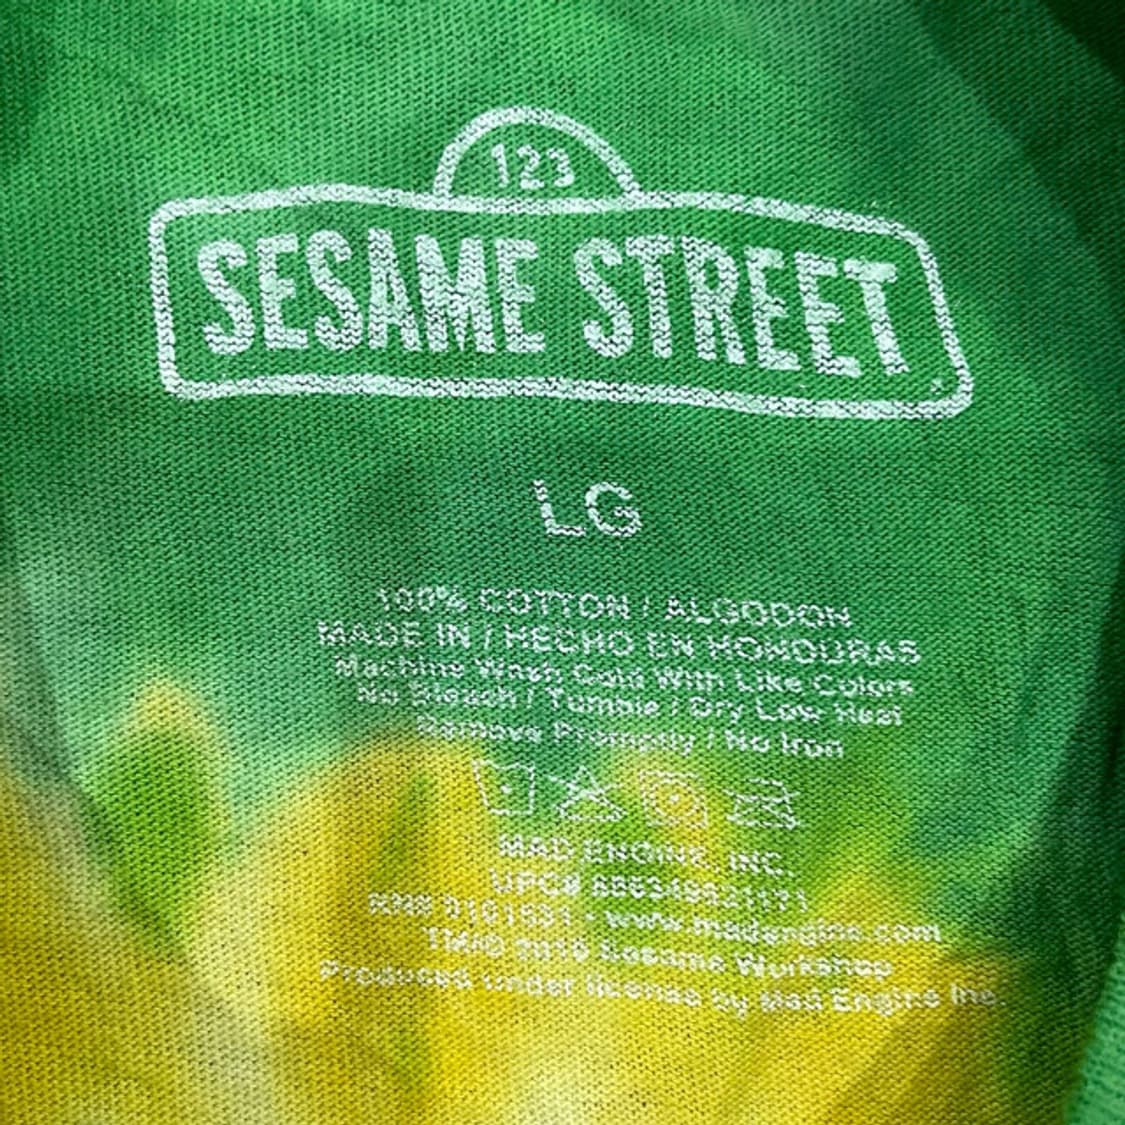 123
SESAME STREET
LG
100% COTTON / ALGODON
MADE IN / HECHO EN HONDURAS
Machine Wash Cold With Like Colors
No Bleach / Tumble / Dry Low Heat
Remove Promptly / No Iron
MAD ENGINE, INC.
UPC#
www.madengine.com
Sesame Workshop
Produced under license by Mad Engine Inc.